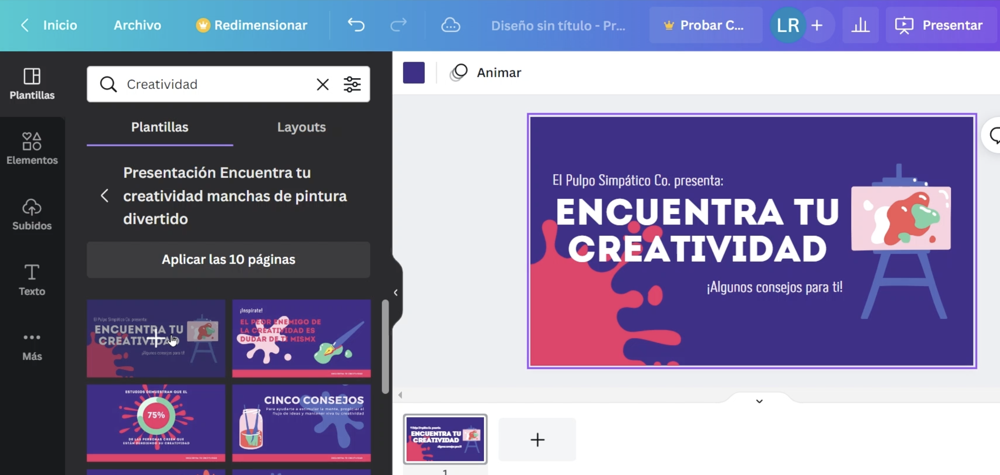 Inicio
Archivo
Redimensionar
Diseño sin título - Pr...
Probar C...
LR
Presentar
Plantillas
Elementos
Subidos
Texto
Más
Creatividad
Plantillas
Layouts
Presentación Encuentra tu
creatividad manchas de pintura
divertido
Aplicar las 10 páginas
El Pulpo Simpático Co. presenta:
ENCUENTRA TU
CREATIVIDAD
¡Algunos consejos para ti!
¡Inspírate!
EL PEOR ENEMIGO DE
LA CREATIVIDAD ES
DUDAR DE TI MISMX
ENCUENTRA TU CREATIVIDAD
ESTUDIOS DEMUESTRAN QUE EL
75%
DE LAS PERSONAS CREEN QUE
ESTÁN PERDIENDO SU CREATIVIDAD
ENCUENTRA TU CREATIVIDAD
CINCO CONSEJOS
Para ayudarte a estimular la mente, propiciar el
flujo de ideas y mantener viva tu creatividad
ENCUENTRA TU CREATIVIDAD
Animar
El Pulpo Simpático Co. presenta:
ENCUENTRA TU
CREATIVIDAD
¡Algunos consejos para ti!
El Pulpo Simpático Co. presenta:
ENCUENTRA TU
CREATIVIDAD
¡Algunos consejos para ti!
1